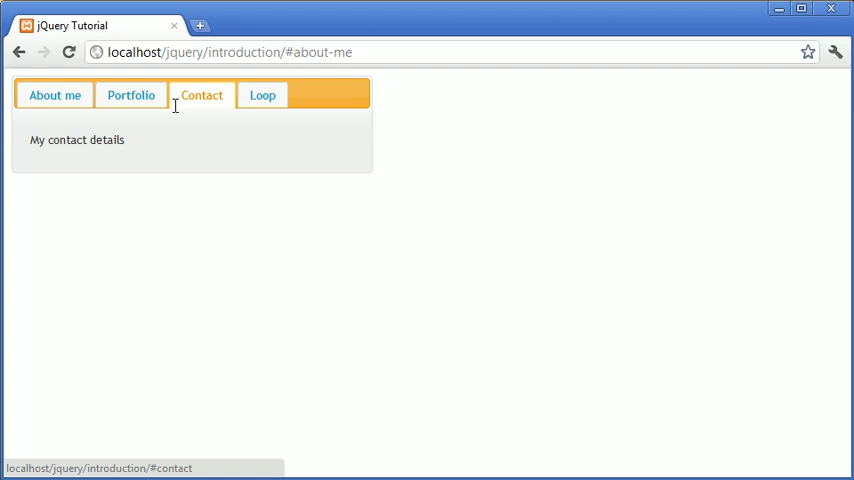 jQuery Tutorial
localhost/jquery/introduction/#about-me
About me Portfolio Contact Loop
My contact details
localhost/jquery/introduction/#contact